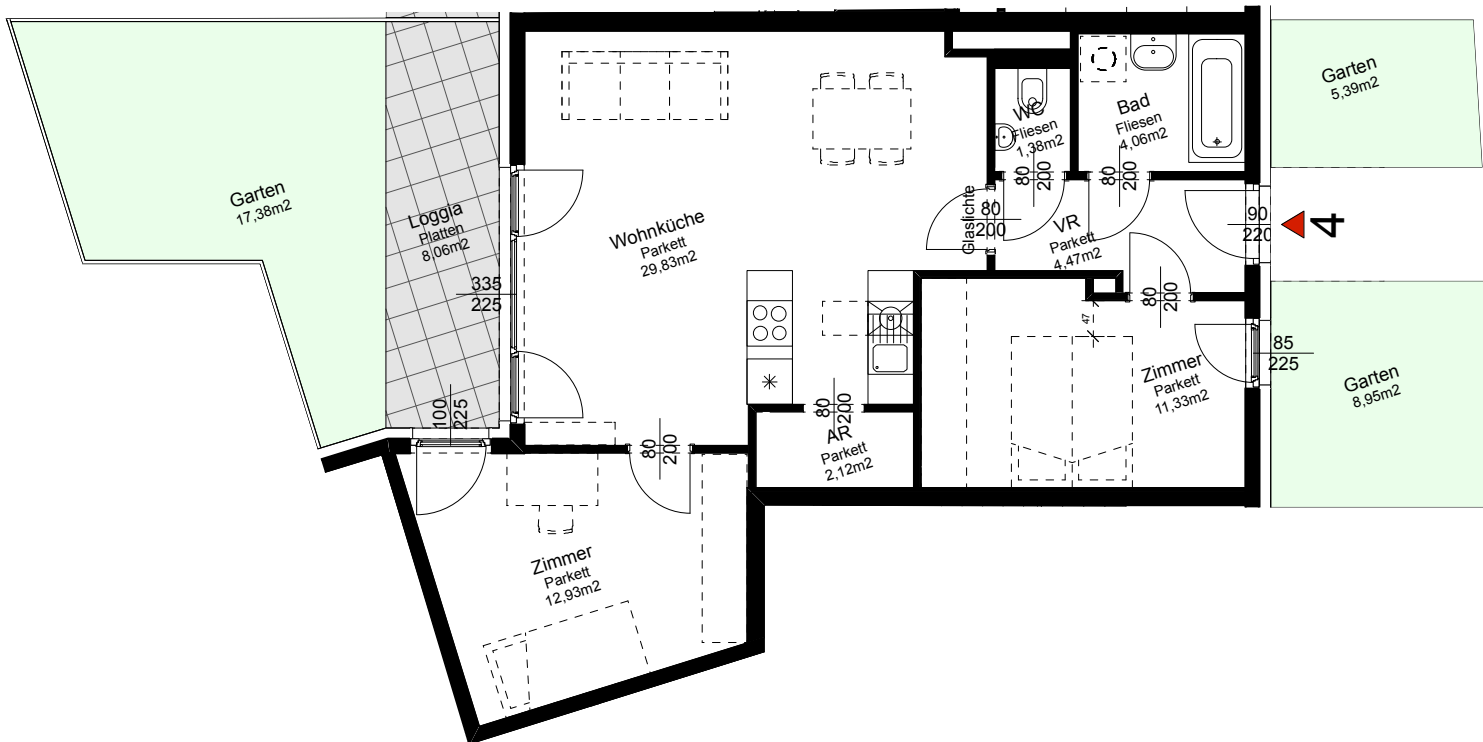 Garten
17,38m2
Loggia
Platten
8,06m2
335
225
100
225
Wohnküche
Parkett
29,83m2
WC
Fliesen
1,38m2
80
200
Bad
Fliesen
4,06m2
80
200
Glaslichte
80
200
VR
Parkett
4,47m2
90
220
4
80
200
47
Zimmer
Parkett
11,33m2
85
225
Garten
5,39m2
Garten
8,95m2
80
200
AR
Parkett
2,12m2
80
200
Zimmer
Parkett
12,93m2